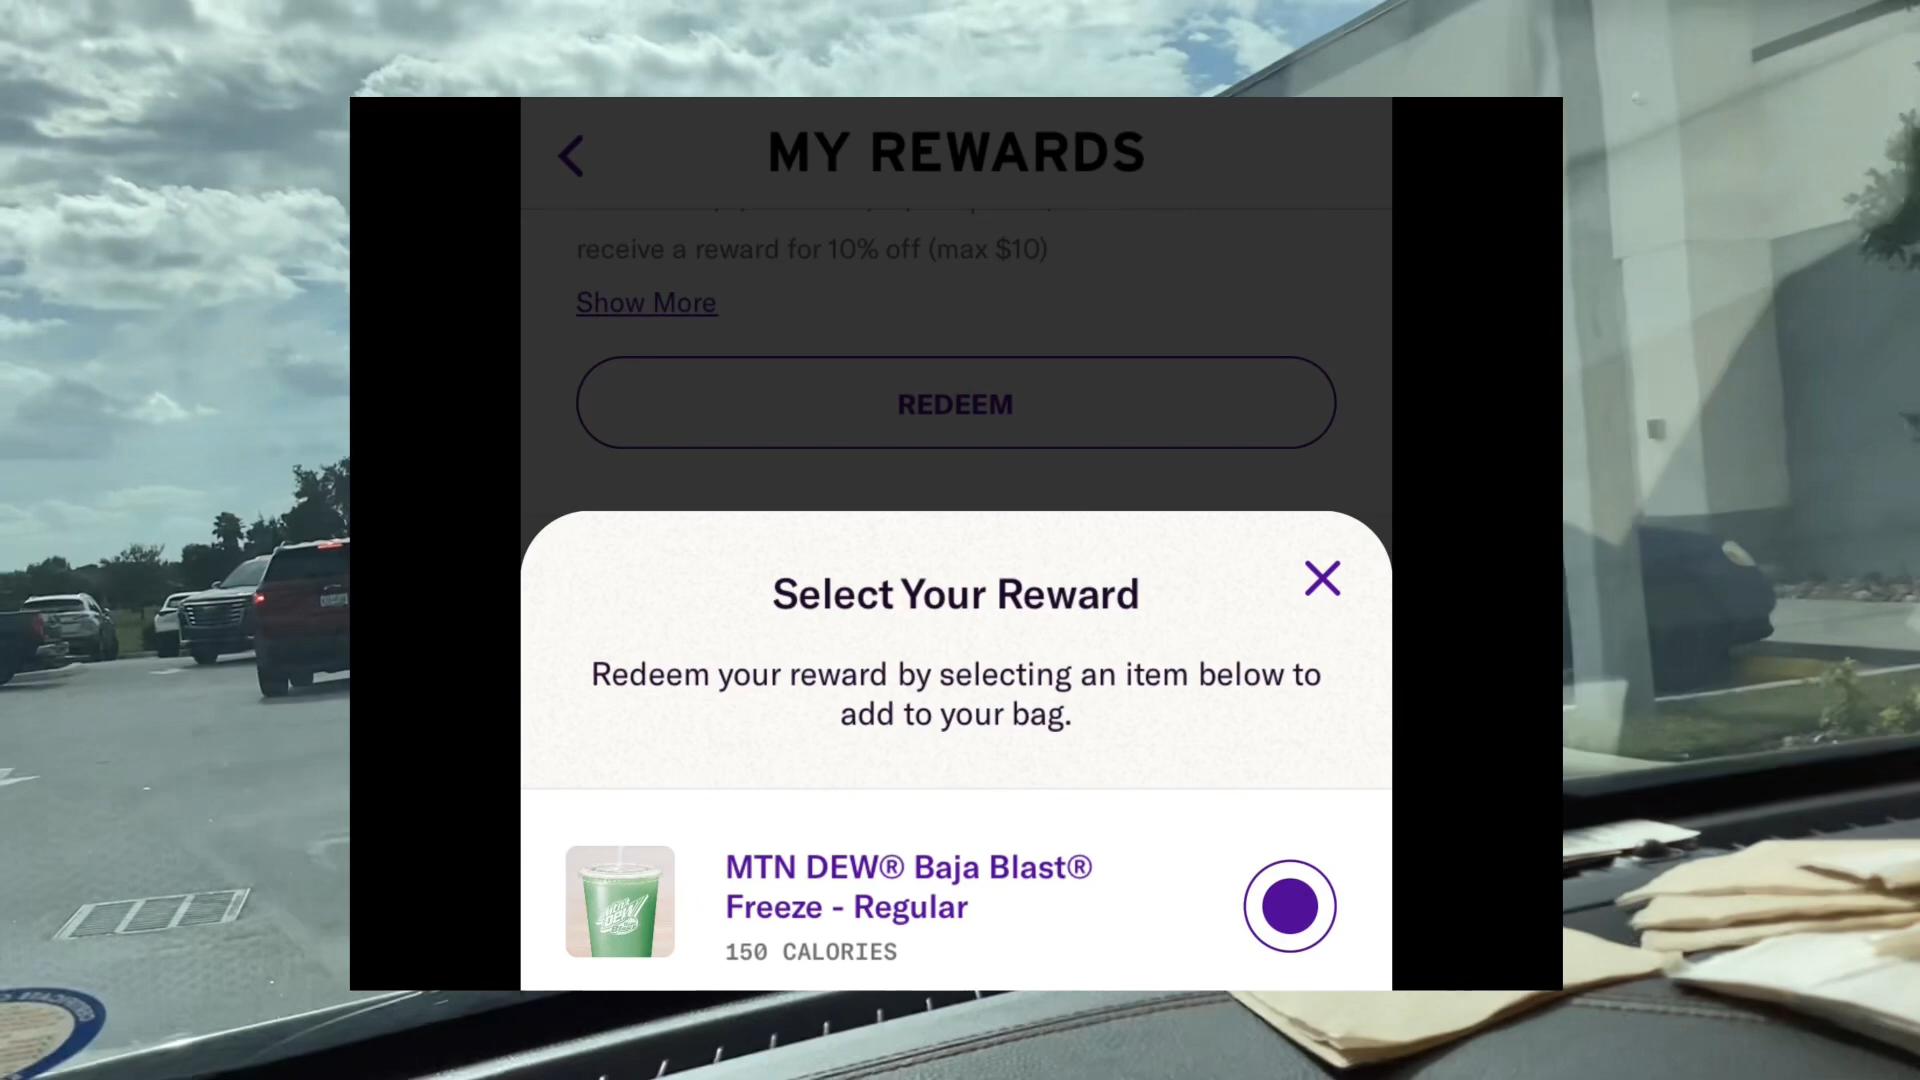 MY REWARDS
receive a reward for 10% off (max $10)
Show More
REDEEM
Select Your Reward
Redeem your reward by selecting an item below to
add to your bag.
MTN DEW® Baja Blast®
Freeze - Regular
150 CALORIES